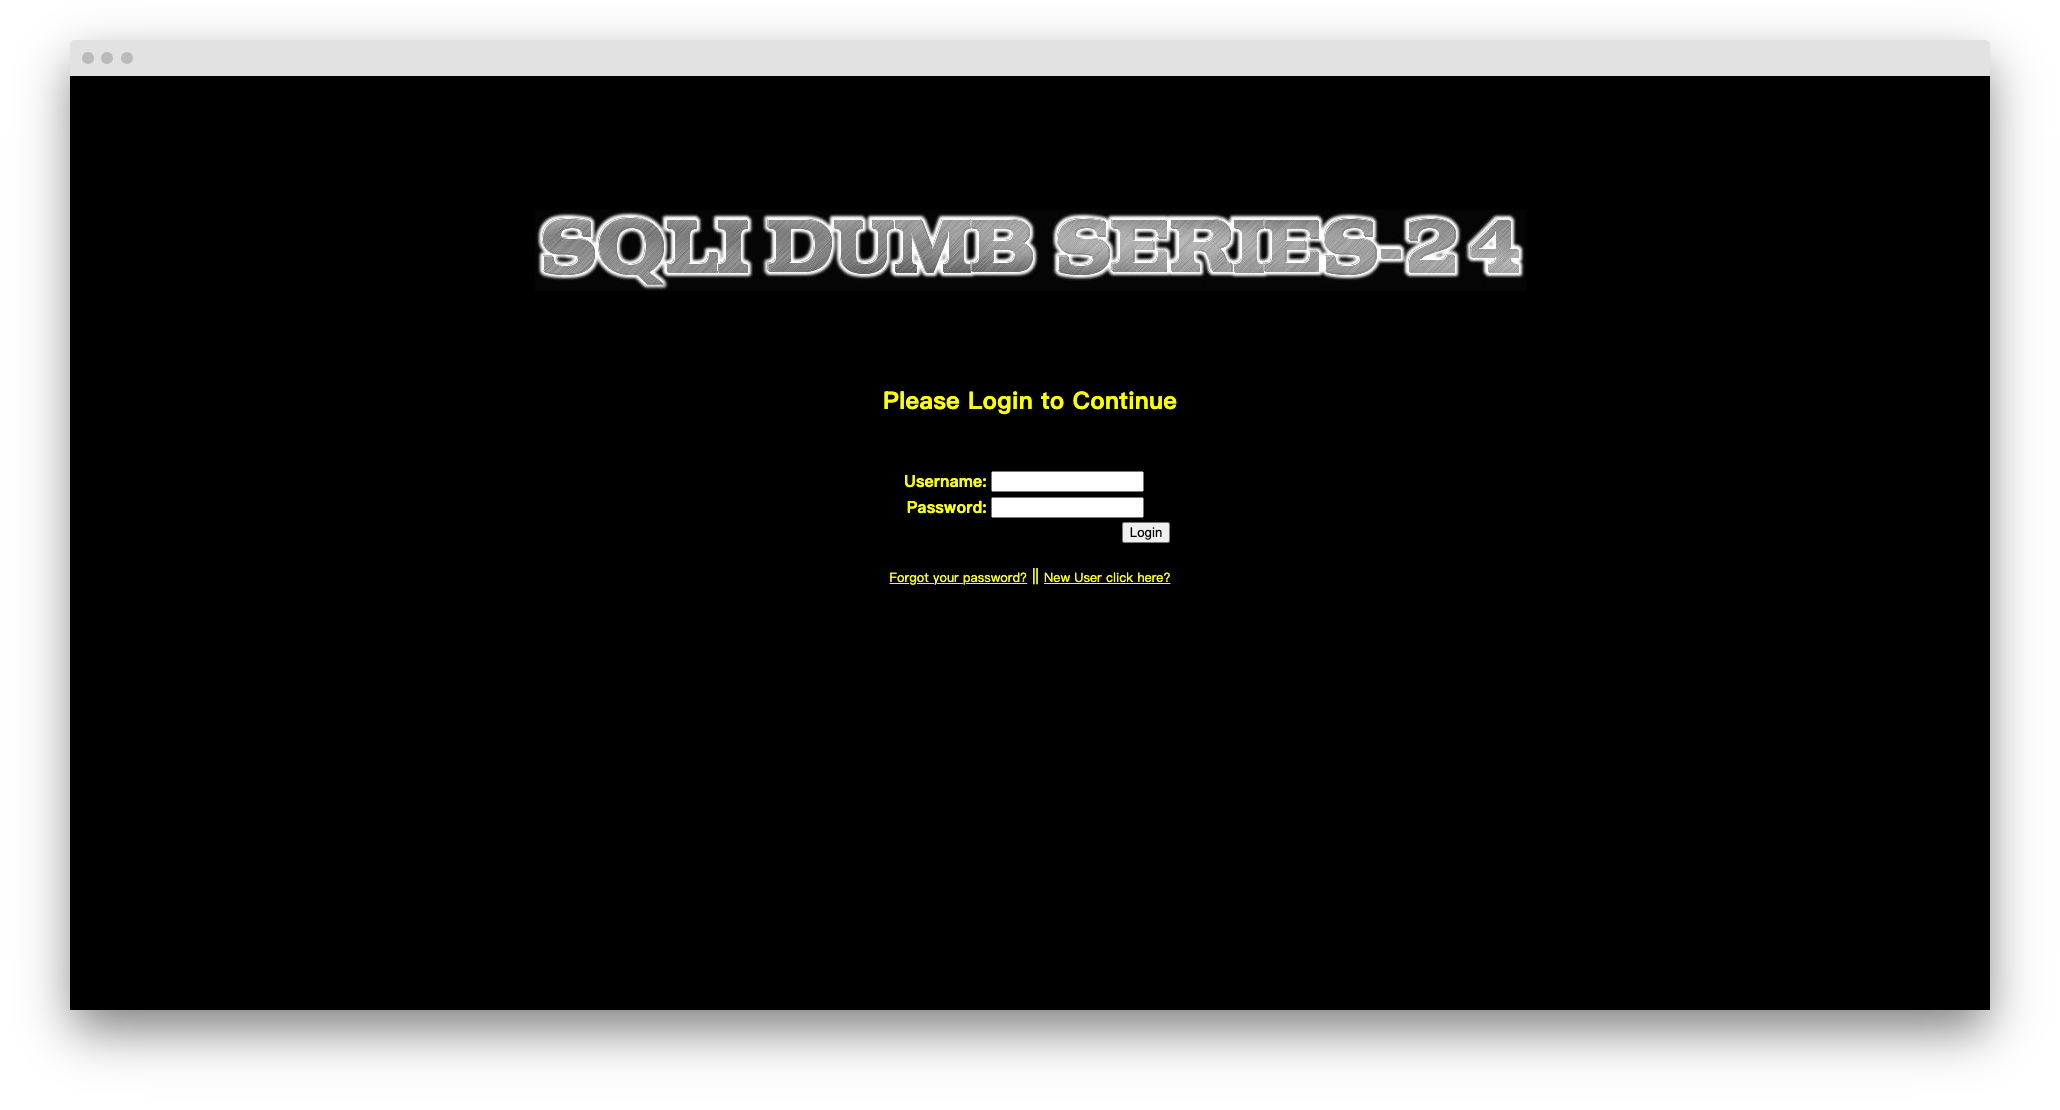 SQLI DUMB SERIES-24
Please Login to Continue
Username:
Password:
Login
Forgot your password? || New User click here?